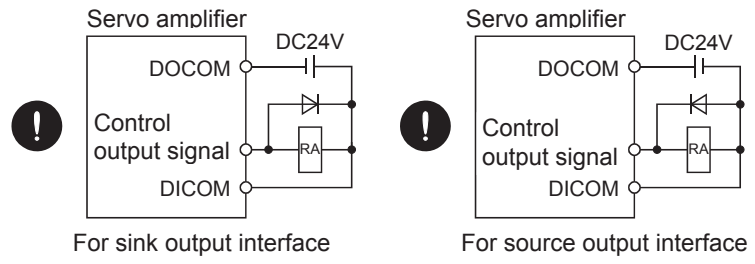 Servo amplifier
DC24V
DOCOM
Control
output signal
RA
DICOM
For sink output interface
Servo amplifier
DC24V
DOCOM
Control
output signal
RA
DICOM
For source output interface